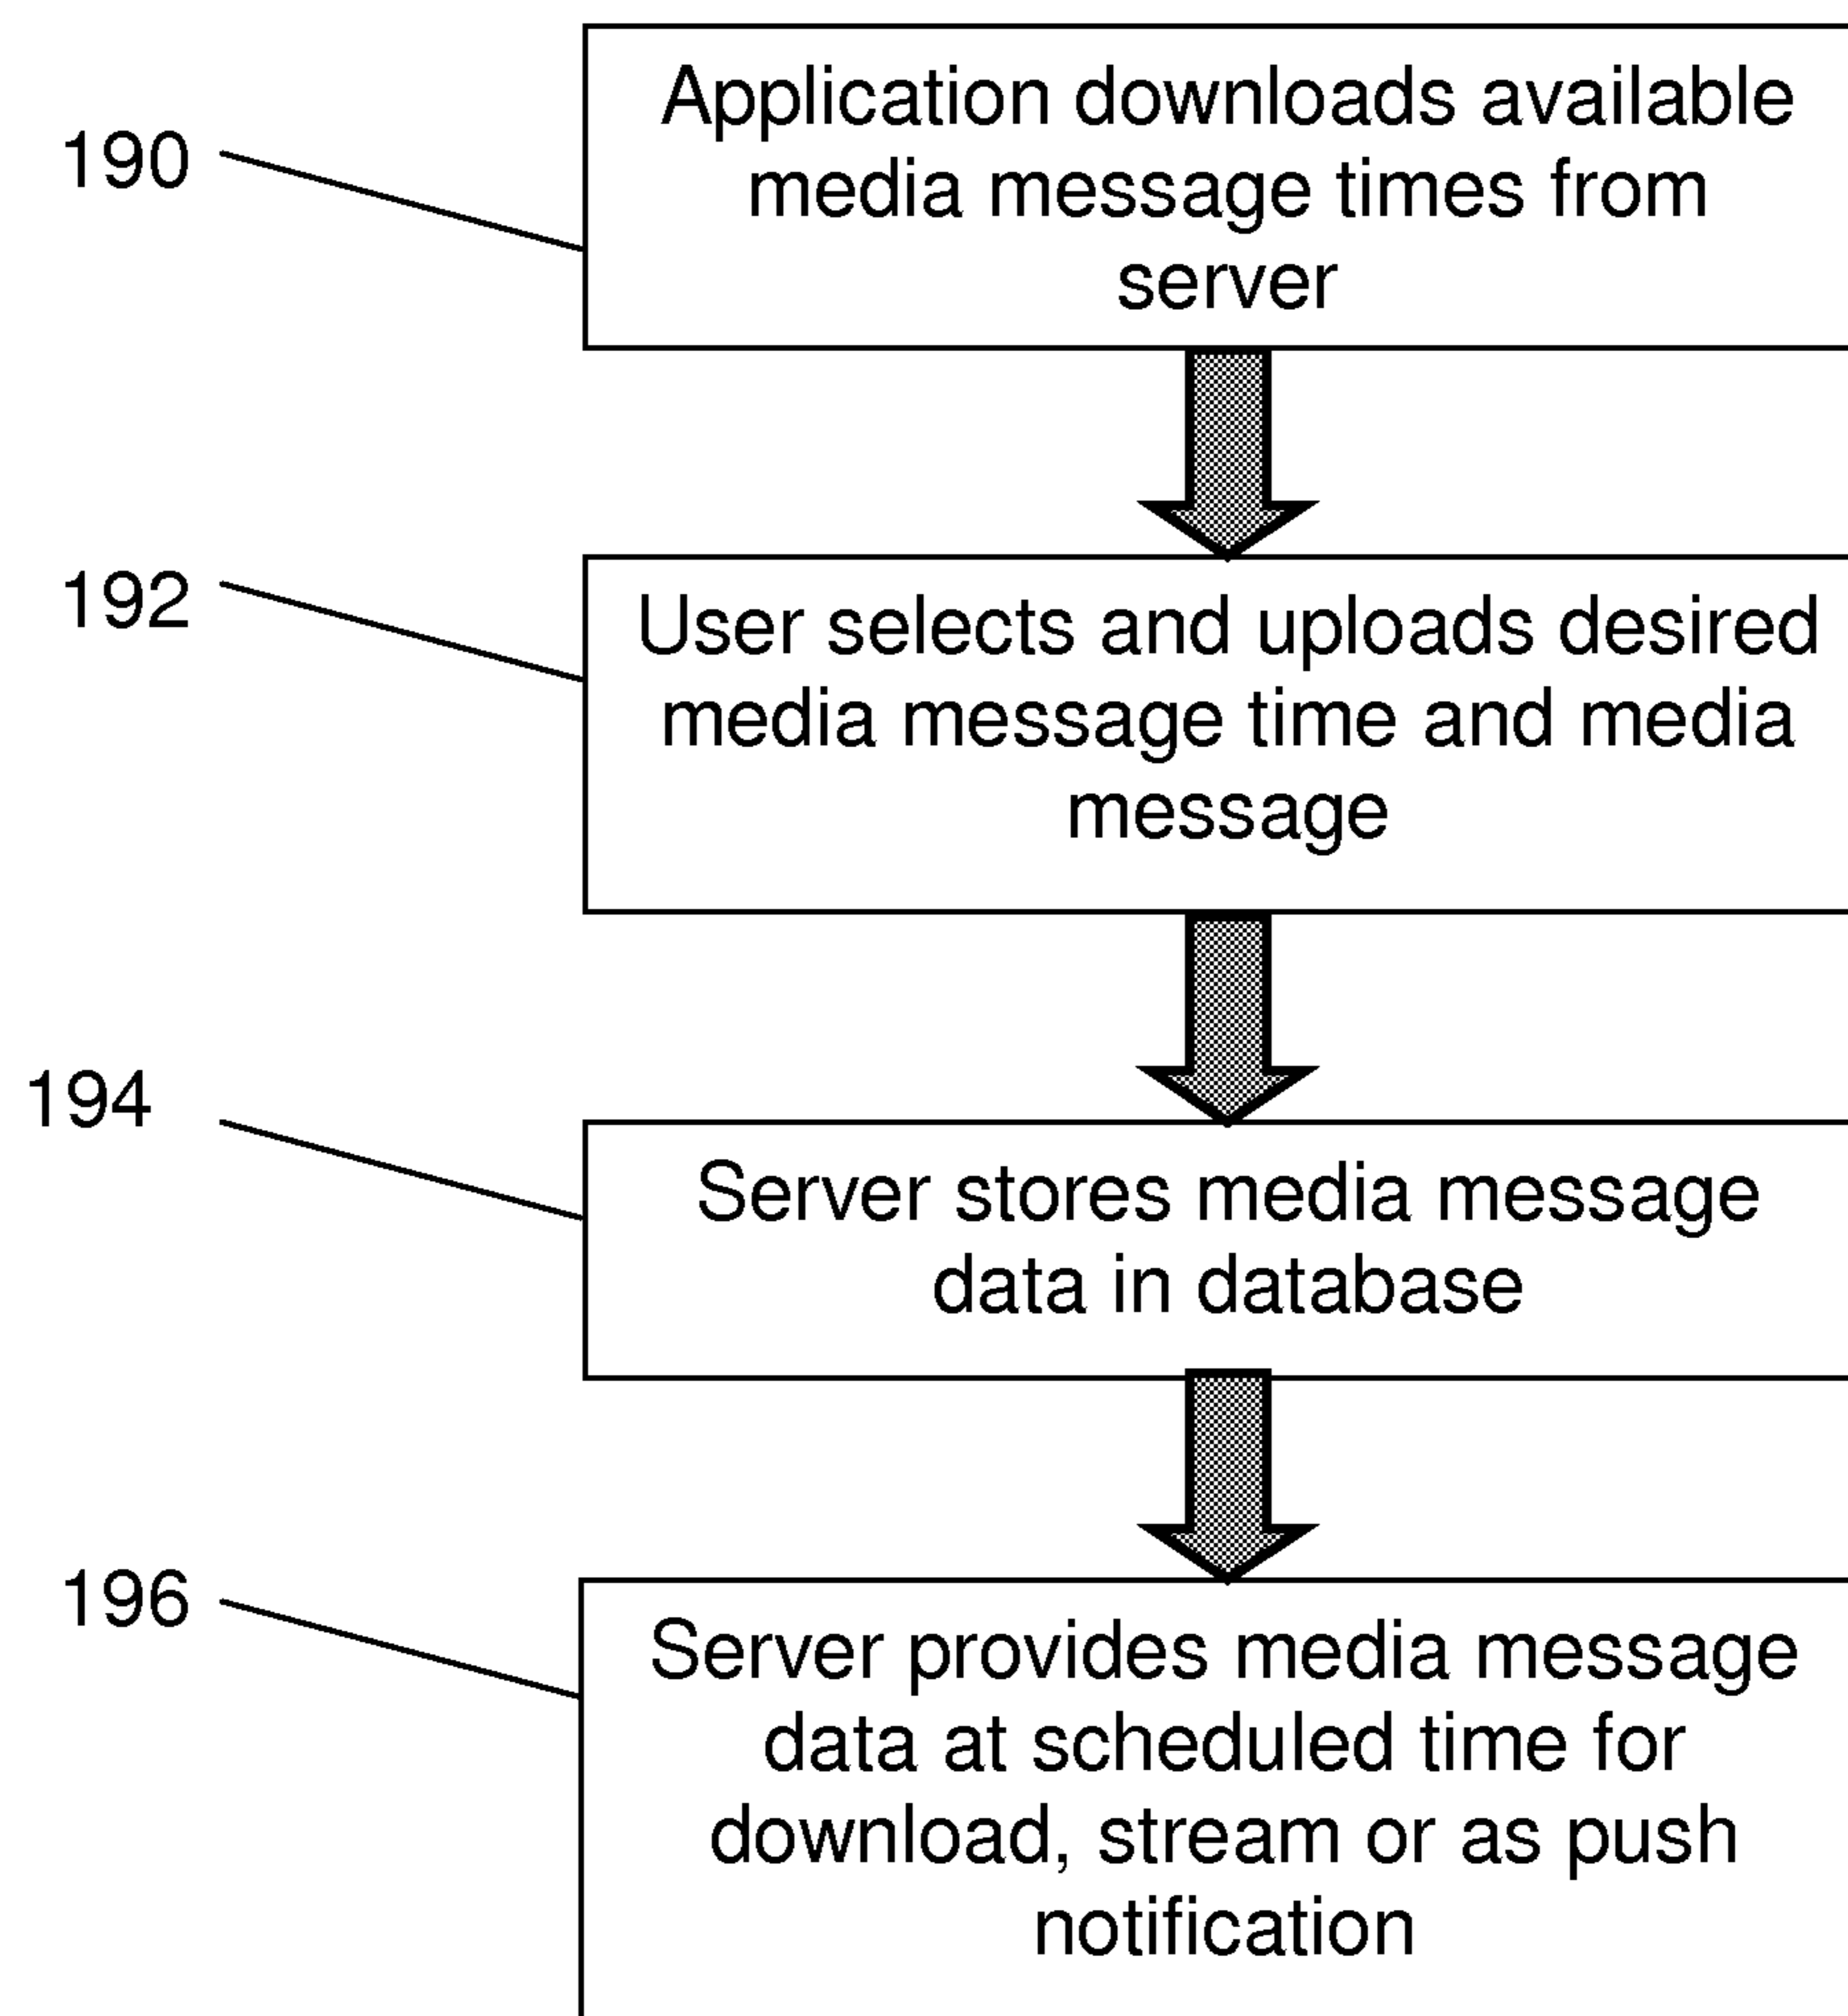 190
Application downloads available
media message times from
server
192
User selects and uploads desired
media message time and media
message
194
Server stores media message
data in database
196
Server provides media message
data at scheduled time for
download, stream or as push
notification